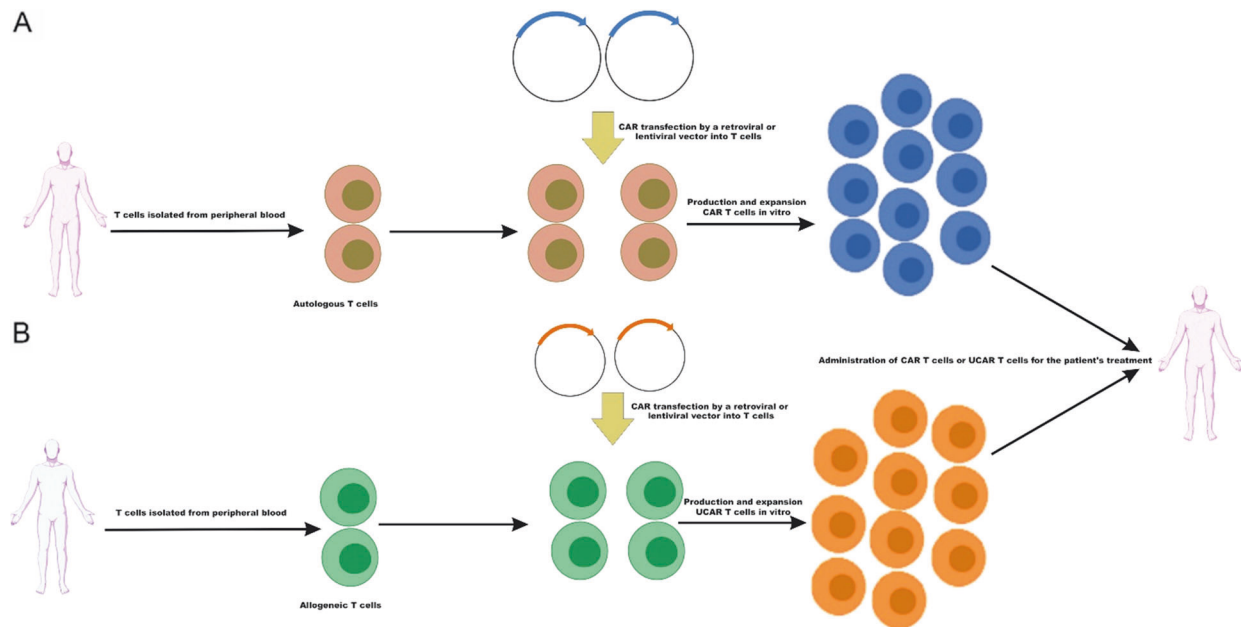 A
CAR transfection by a retroviral or
lentiviral vector into T cells
T cells isolated from peripheral blood
Production and expansion
CAR T cells in vitro
Autologous T cells
B
Administration of CAR T cells or UCAR T cells for the patient's treatment
CAR transfection by a retroviral or
lentiviral vector into T cells
T cells isolated from peripheral blood
Production and expansion
UCAR T cells in vitro
Allogeneic T cells